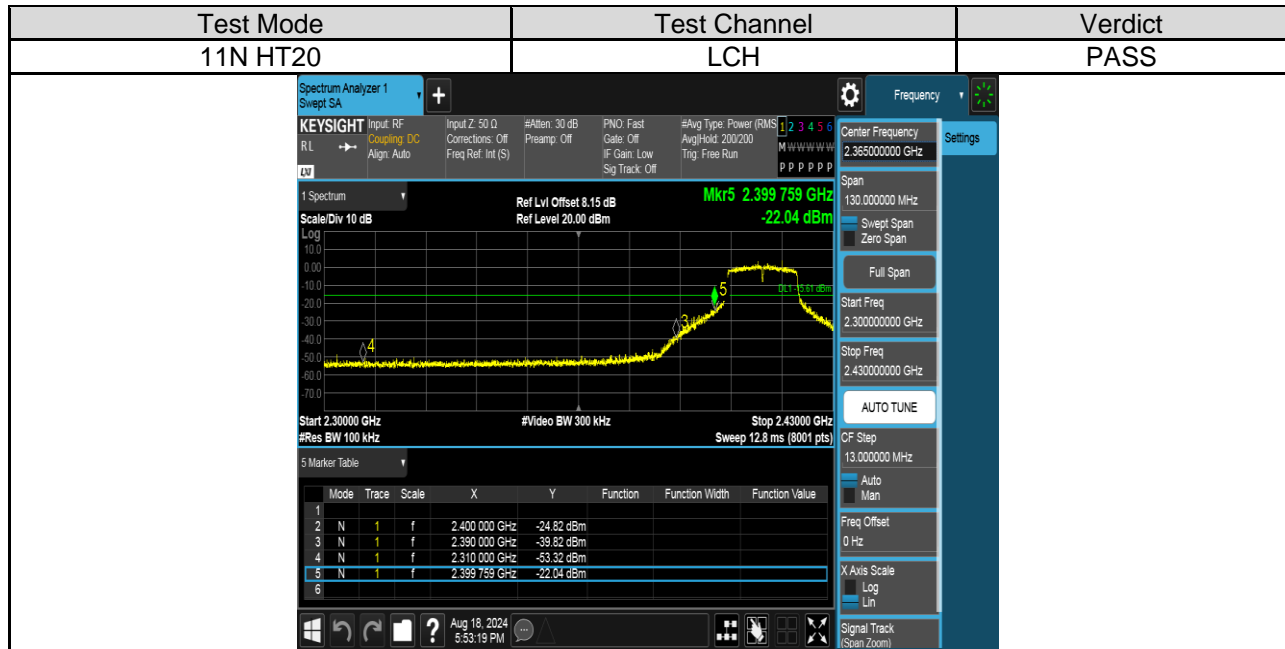 Test Mode Test Channel Verdict
11N HT20 LCH PASS
Spectrum Analyzer 1
Swept SA
+
Frequency
KEYSIGHT Input: RF Input Z: 50 Ω #Atten: 30 dB PNO: Fast #Avg Type: Power (RMS 1 2 3 4 5 6
RL Coupling: DC Corrections: Off Preamp: Off Gate: Off Avg|Hold: 200/200 M W W W W W
Align: Auto Freq Ref: Int (S) IF Gain: Low Trig: Free Run
LXI Sig Track: Off P P P P P P
1 Spectrum
Ref Lvl Offset 8.15 dB Mkr5 2.399 759 GHz
Scale/Div 10 dB Ref Level 20.00 dBm -22.04 dBm
Log
10.0
0.00
-10.0
-20.0
-30.0
-40.0
-50.0
-60.0
-70.0
DL1 -15.61 dBm
5
3
4
Start 2.30000 GHz #Video BW 300 kHz Stop 2.43000 GHz
#Res BW 100 kHz Sweep 12.8 ms (8001 pts)
5 Marker Table
Mode Trace Scale X Y Function Function Width Function Value
1
2 N 1 f 2.400 000 GHz -24.82 dBm
3 N 1 f 2.390 000 GHz -39.82 dBm
4 N 1 f 2.310 000 GHz -53.32 dBm
5 N 1 f 2.399 759 GHz -22.04 dBm
6
Center Frequency
2.365000000 GHz
Settings
Span
130.000000 MHz
Swept Span
Zero Span
Full Span
Start Freq
2.300000000 GHz
Stop Freq
2.430000000 GHz
AUTO TUNE
CF Step
13.000000 MHz
Auto
Man
Freq Offset
0 Hz
X Axis Scale
Log
Lin
Signal Track
(Span Zoom)
?
Aug 18, 2024
5:53:19 PM